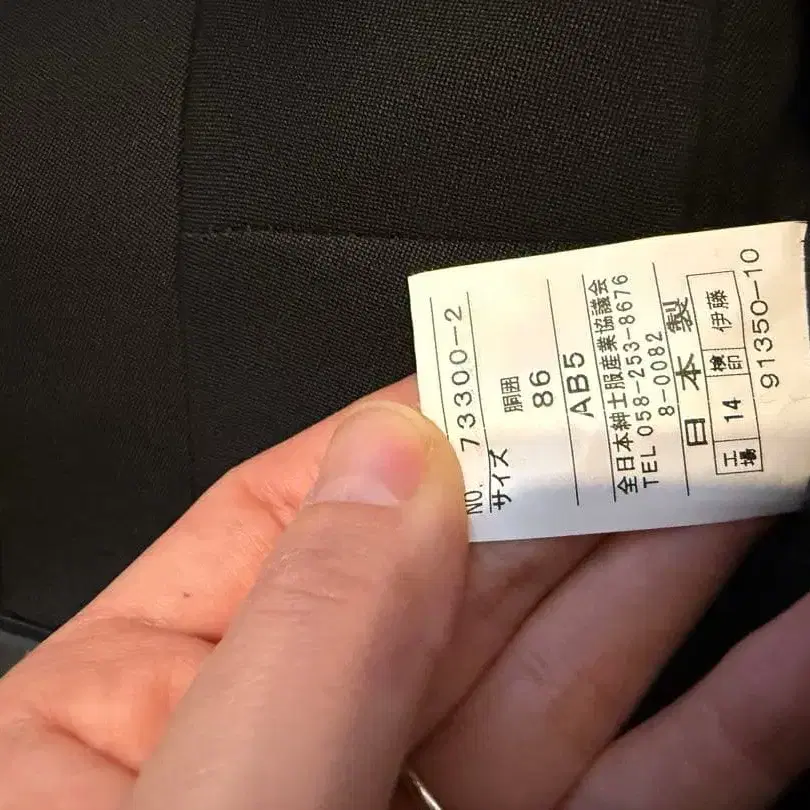 NO. 73300-2
サイズ
胴囲
86
AB5
全日本紳士服産業協議会
TEL 058-253-8676
8-0082
日本製
工場 14 検印 伊藤
91350-10